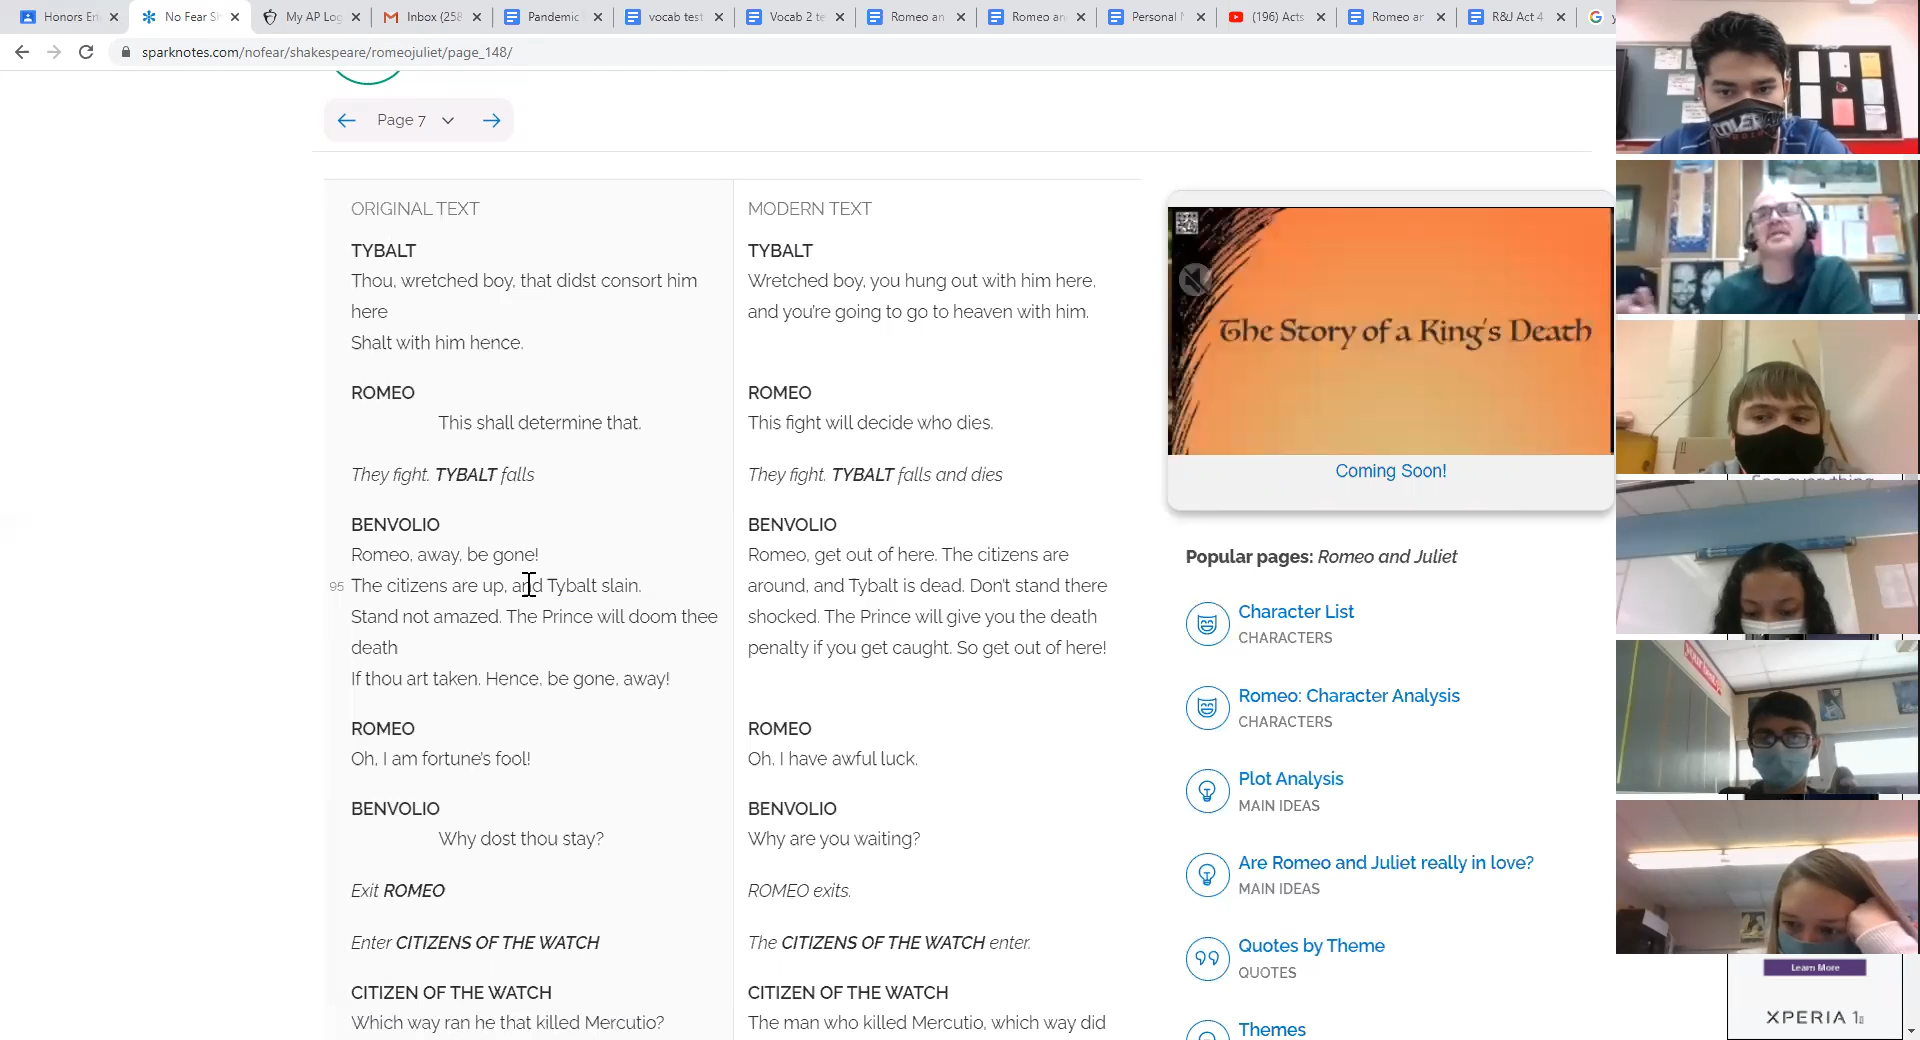 Honors En
No Fear Sh
My AP Log
Inbox (258
Pandemic
vocab test
Vocab 2 te
Romeo an
Romeo an
Personal
(196) Acts
Romeo ar
R&J Act 4
sparknotes.com/nofear/shakespeare/romeojuliet/page_148/
Page 7
ORIGINAL TEXT
TYBALT
Thou, wretched boy, that didst consort him
here
Shalt with him hence.
ROMEO
This shall determine that.
They fight. TYBALT falls
BENVOLIO
Romeo, away, be gone!
95 The citizens are up, and Tybalt slain.
Stand not amazed. The Prince will doom thee
death
If thou art taken. Hence, be gone, away!
ROMEO
Oh, I am fortune's fool!
BENVOLIO
Why dost thou stay?
Exit ROMEO
Enter CITIZENS OF THE WATCH
CITIZEN OF THE WATCH
Which way ran he that killed Mercutio?
MODERN TEXT
TYBALT
Wretched boy, you hung out with him here,
and you're going to go to heaven with him.
ROMEO
This fight will decide who dies.
They fight. TYBALT falls and dies
BENVOLIO
Romeo, get out of here. The citizens are
around, and Tybalt is dead. Don't stand there
shocked. The Prince will give you the death
penalty if you get caught. So get out of here!
ROMEO
Oh, I have awful luck.
BENVOLIO
Why are you waiting?
ROMEO exits.
The CITIZENS OF THE WATCH enter.
CITIZEN OF THE WATCH
The man who killed Mercutio, which way did
The Story of a King's Death
Coming Soon!
Popular pages: Romeo and Juliet
Character List
CHARACTERS
Romeo: Character Analysis
CHARACTERS
Plot Analysis
MAIN IDEAS
Are Romeo and Juliet really in love?
MAIN IDEAS
Quotes by Theme
QUOTES
Themes
See everything
Learn More
XPERIA 1